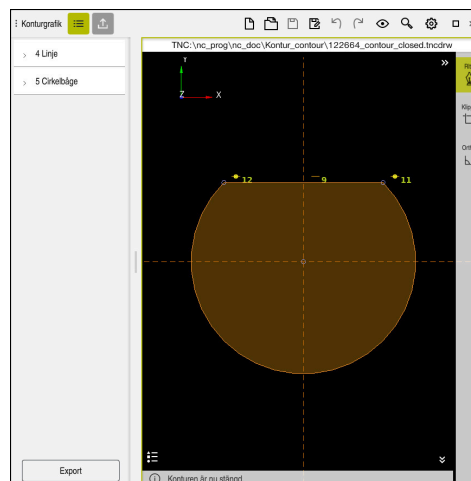 Konturgrafik
TNC:\nc_prog\nc_doc\Kontur_contour\122664_contour_closed.tncdrw
4 Linje
5 Cirkelbåge
Z X
12 9 11
Klip
Export
i Konturen är nu stängd